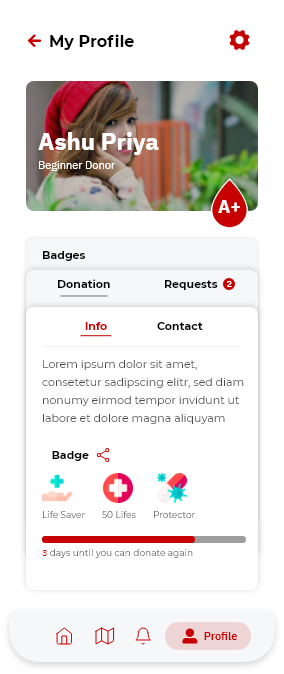 My Profile
Ashu Priya
Beginner Donor
A+
Badges
Donation
Requests 2
Info
Contact
Lorem ipsum dolor sit amet,
consetetur sadipscing elitr, sed diam
nonumy eirmod tempor invidunt ut
labore et dolore magna aliquyam
Badge
Life Saver
50 Lifes
Protector
3 days until you can donate again
Profile